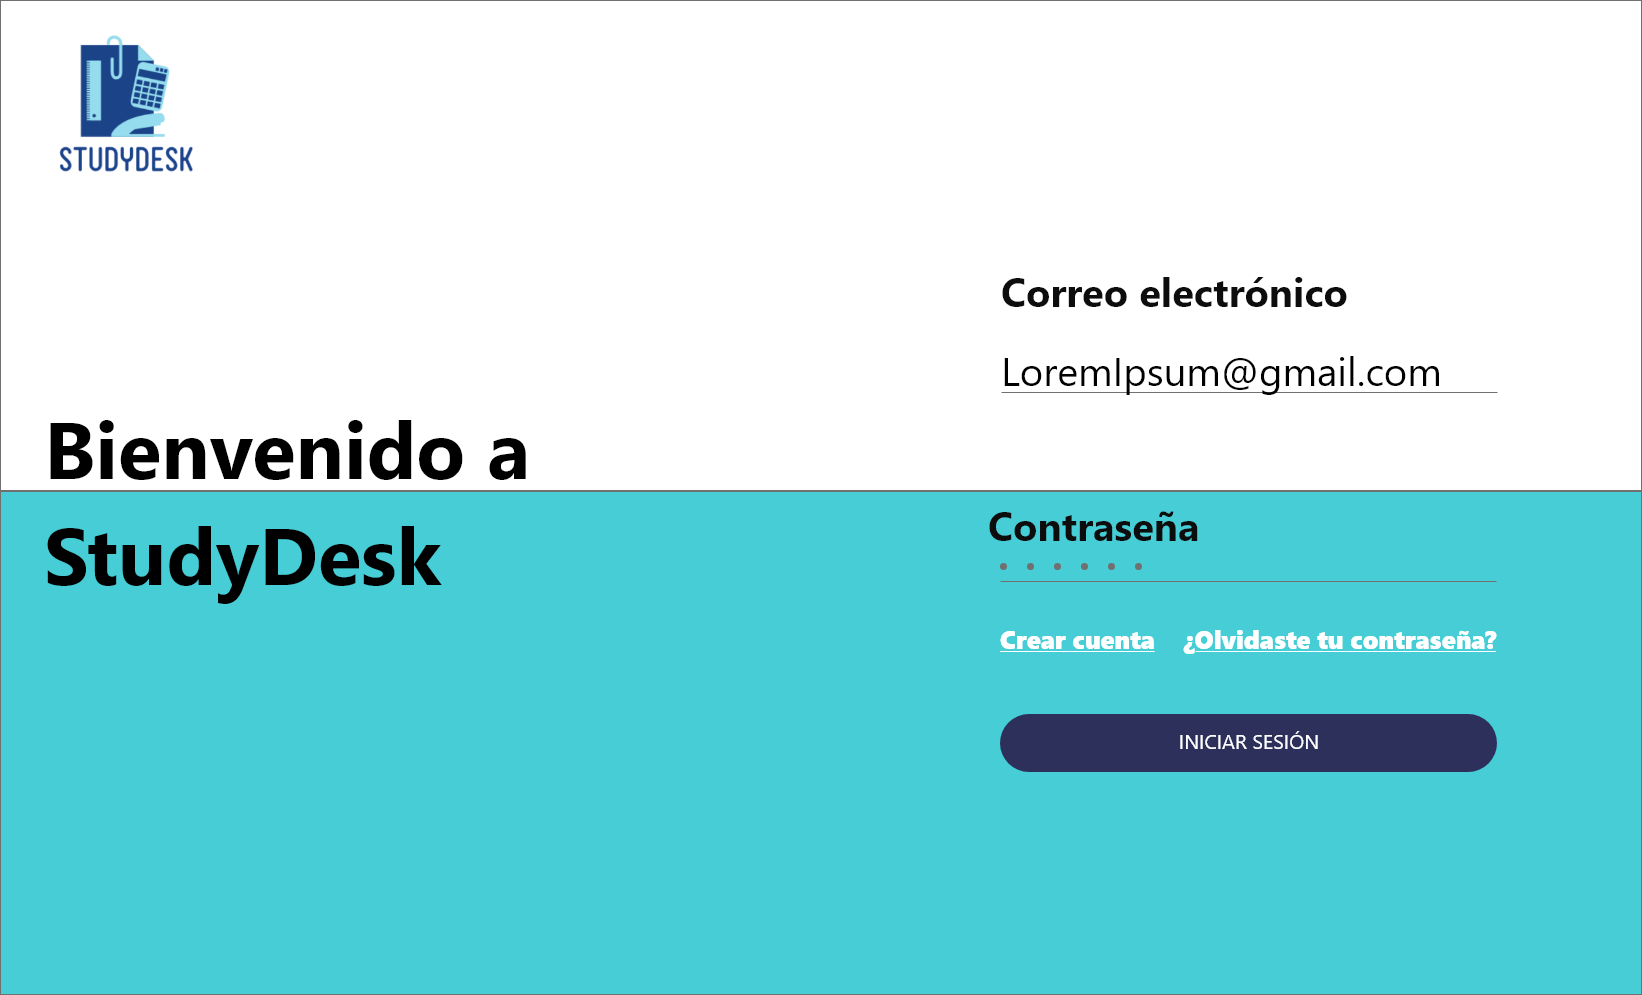 STUDYDESK
Bienvenido a
StudyDesk
Correo electrónico
LoremIpsum@gmail.com
Contraseña
Crear cuenta ¿Olvidaste tu contraseña?
INICIAR SESIÓN